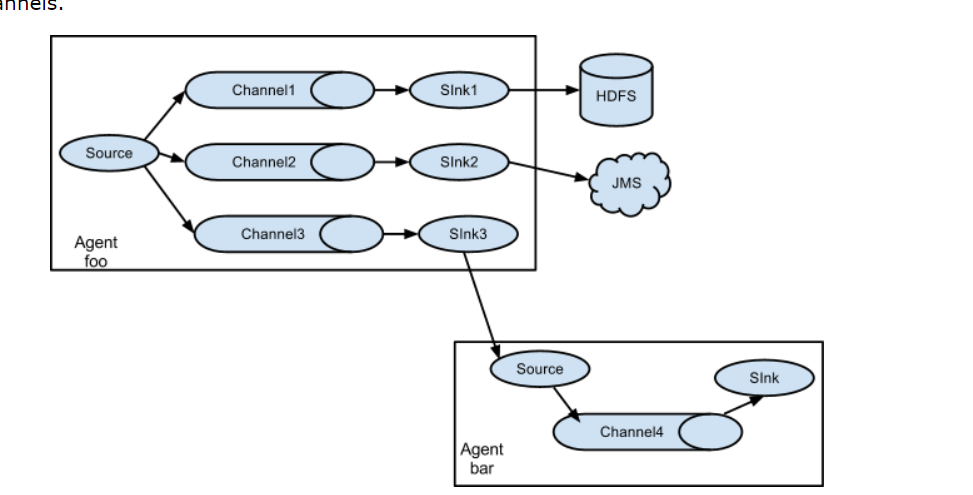 annels.
Channel1
SInk1
HDFS
Source
Channel2
SInk2
JMS
Channel3
SInk3
Agent
foo
Source
SInk
Channel4
Agent
bar